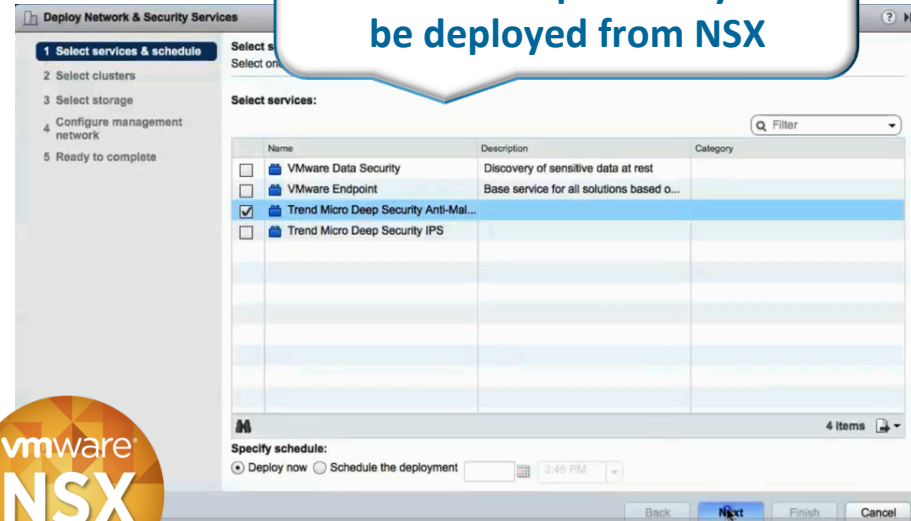 be deployed from NSX
Deploy Network & Security Services
?
1 Select services & schedule
2 Select clusters
3 Select storage
4 Configure management network
5 Ready to complete
Select
Select
Select services:
Filter
Name Description Category
VMware Data Security Discovery of sensitive data at rest
VMware Endpoint Base service for all solutions based o...
Trend Micro Deep Security Anti-Mal...
Trend Micro Deep Security IPS
4 items
Specify schedule:
Deploy now Schedule the deployment 3:46 PM
Back Next Finish Cancel
vmware
NSX